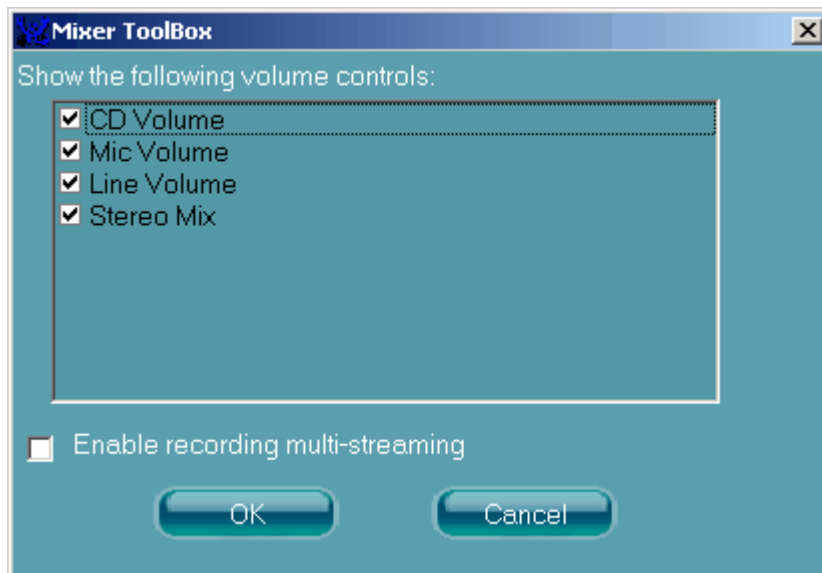 Mixer ToolBox
Show the following volume controls:
CD Volume
Mic Volume
Line Volume
Stereo Mix
Enable recording multi-streaming
OK
Cancel